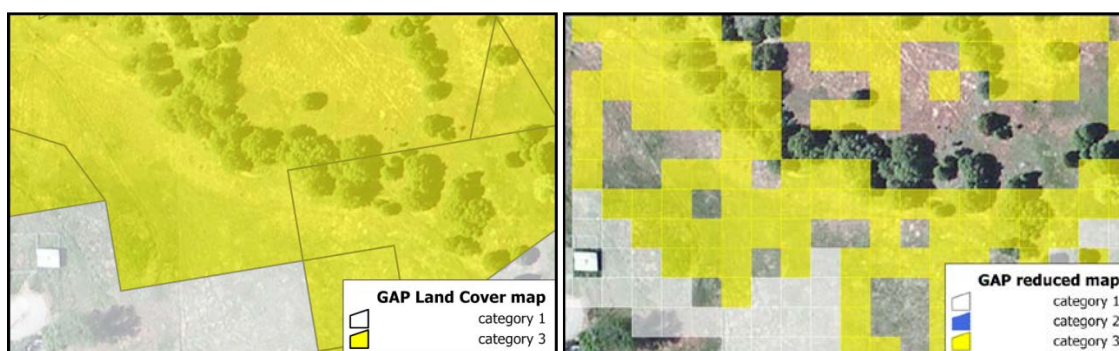 GAP Land Cover map
category 1
category 3
GAP reduced map
category 1
category 2
category 3